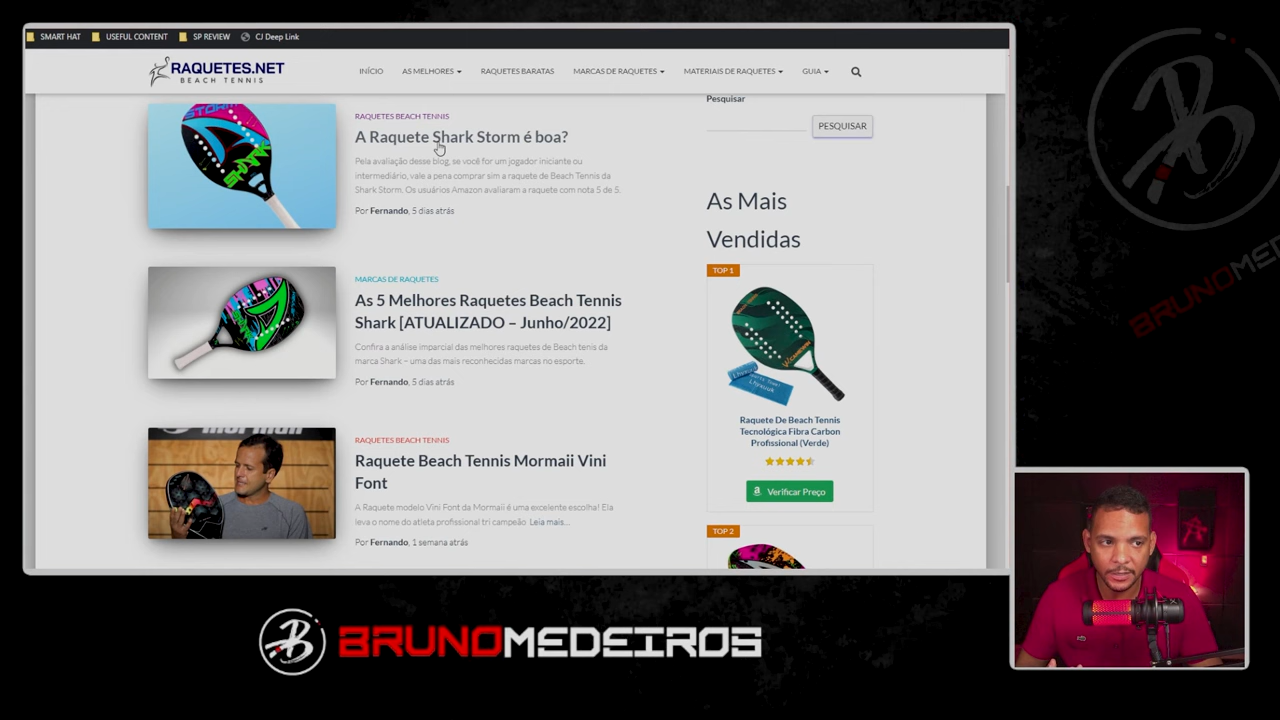 SMART HAT
USEFUL CONTENT
SP REVIEW
CJ Deep Link
RAQUETES.NET
BEACH TENNIS
INÍCIO
AS MELHORES
RAQUETES BARATAS
MARCAS DE RAQUETES
MATERIAIS DE RAQUETES
GUIA
RAQUETES BEACH TENNIS
A Raquete Shark Storm é boa?
Pela avaliação desse blog, se você for um jogador iniciante ou
intermediário, vale a pena comprar sim a raquete de Beach Tennis da
Shark Storm. Os usuários Amazon avaliaram a raquete com nota 5 de 5.
Por Fernando, 5 dias atrás
MARCAS DE RAQUETES
As 5 Melhores Raquetes Beach Tennis
Shark [ATUALIZADO – Junho/2022]
Confira a análise imparcial das melhores raquetes de Beach tenis da
marca Shark – uma das mais reconhecidas marcas no esporte.
Por Fernando, 5 dias atrás
RAQUETES BEACH TENNIS
Raquete Beach Tennis Mormaii Vini
Font
A Raquete modelo Vini Font da Mormaii é uma excelente escolha! Ela
leva o nome do atleta profissional tri campeão Leia mais…
Por Fernando, 1 semana atrás
Pesquisar
PESQUISAR
As Mais
Vendidas
TOP 1
Raquete De Beach Tennis
Tecnológica Fibra Carbon
Profissional (Verde)
Verificar Preço
TOP 2
SHARK
BRUNOMEDEIROS
BRUNOMEDE